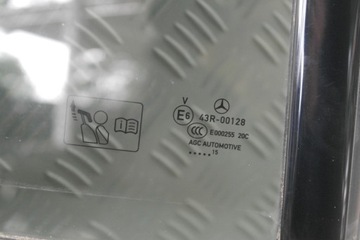 V
E6 43R-00128
CCC E000255 20C
AGC AUTOMOTIVE
..... 15